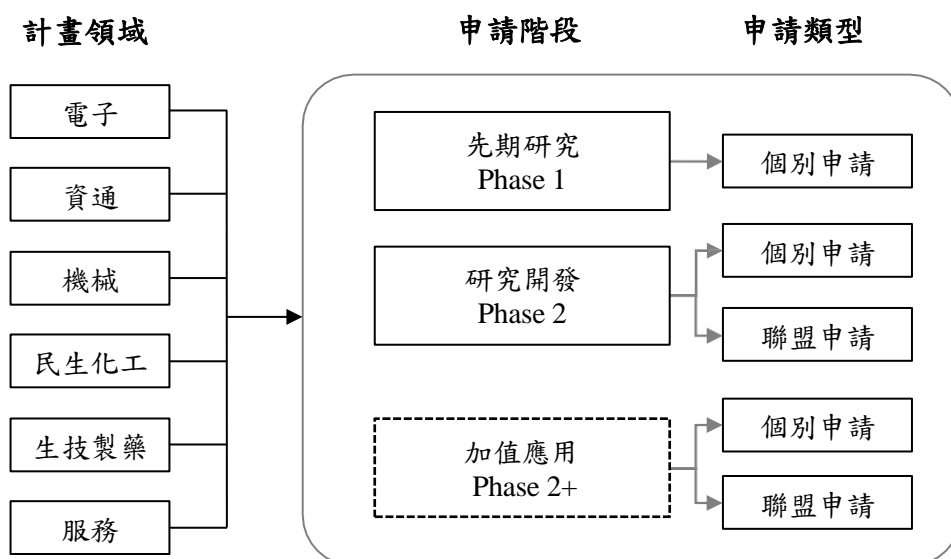 計畫領域
申請階段
申請類型
電子
資通
機械
民生化工
生技製藥
服務
先期研究
Phase 1
個別申請
研究開發
Phase 2
個別申請
聯盟申請
加值應用
Phase 2+
個別申請
聯盟申請